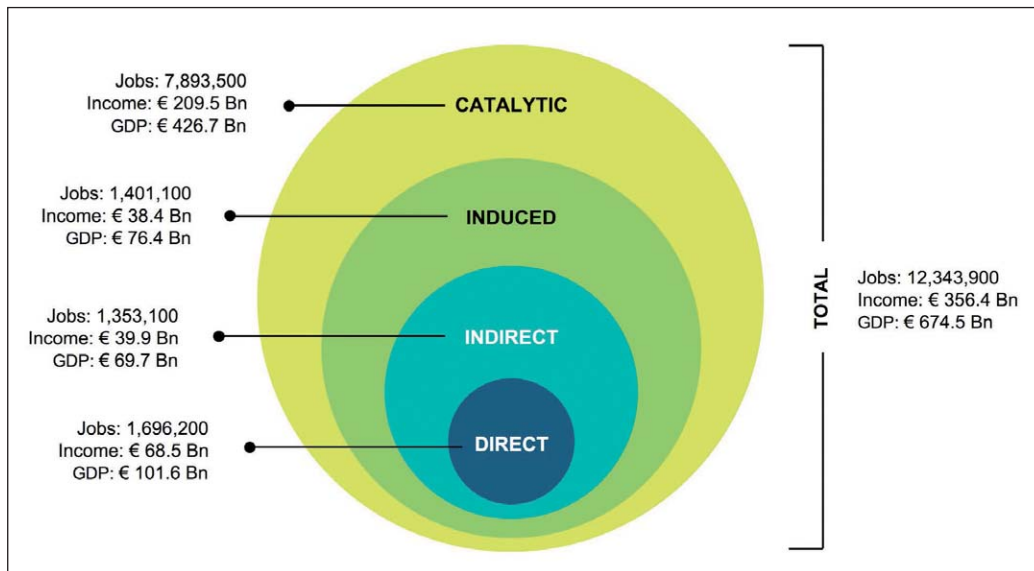 Jobs: 7,893,500
Income: € 209.5 Bn
GDP: € 426.7 Bn
CATALYTIC
Jobs: 1,401,100
Income: € 38.4 Bn
GDP: € 76.4 Bn
INDUCED
Jobs: 1,353,100
Income: € 39.9 Bn
GDP: € 69.7 Bn
INDIRECT
Jobs: 1,696,200
Income: € 68.5 Bn
GDP: € 101.6 Bn
DIRECT
TOTAL
Jobs: 12,343,900
Income: € 356.4 Bn
GDP: € 674.5 Bn